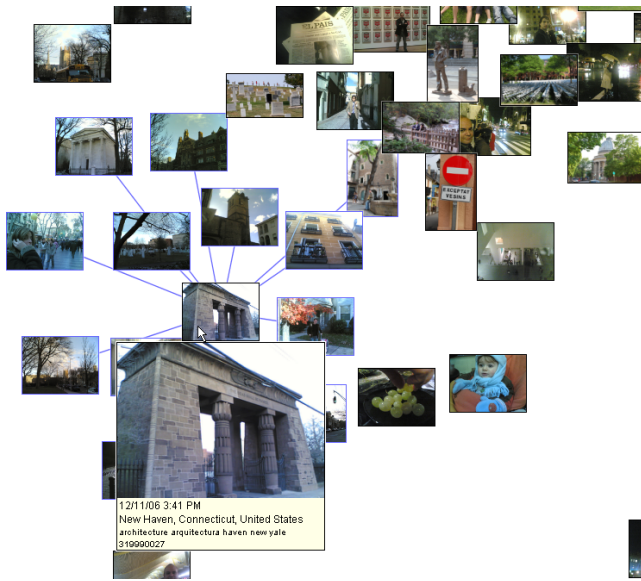 EL PAIS
EXCEPTAT
VEINS
12/11/06 3:41 PM
New Haven, Connecticut, United States
architecture arquitectura haven new yale
319990027